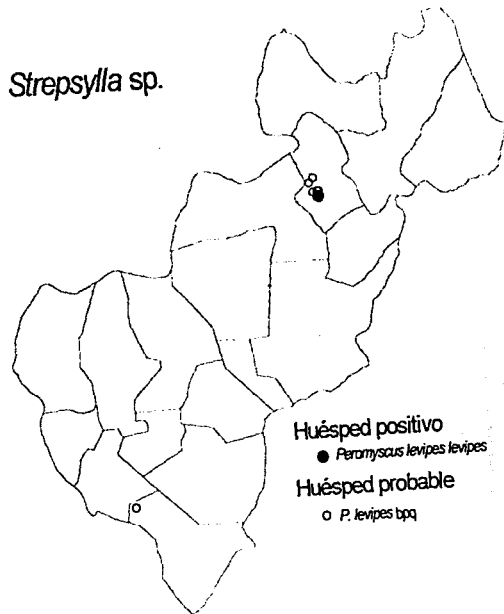 Strepsylla sp.
Huésped positivo
● Peromyscus levipes levipes
Huésped probable
○ P. levipes bpq